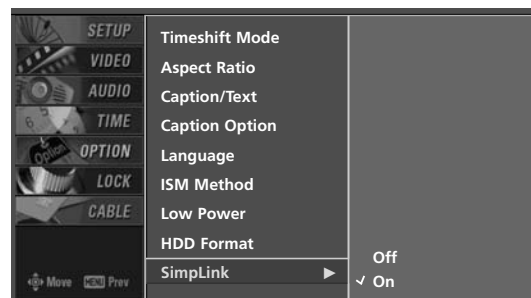 SETUP
VIDEO
AUDIO
TIME
OPTION
LOCK
CABLE
Move MENU Prev
Timeshift Mode
Aspect Ratio
Caption/Text
Caption Option
Language
ISM Method
Low Power
HDD Format
SimpLink ▶
Off
✓ On